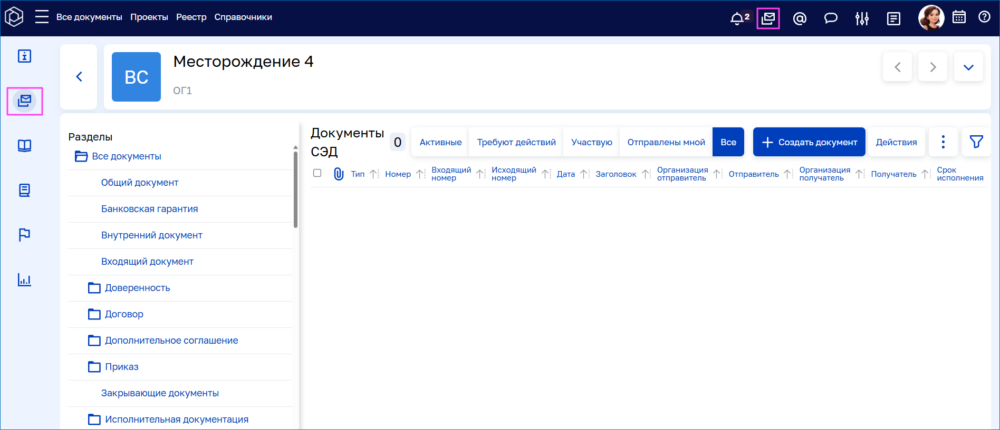 Все документы Проекты Реестр Справочники
2
ВС
Месторождение 4
ОГ1
Разделы
Все документы
Общий документ
Банковская гарантия
Внутренний документ
Входящий документ
Доверенность
Договор
Дополнительное соглашение
Приказ
Закрывающие документы
Исполнительная документация
Документы
СЭД
0
Активные Требуют действий Участвую Отправлены мной Все
Создать документ Действия
Тип
Номер
Входящий
номер
Исходящий
номер
Дата
Заголовок
Организация
отправитель
Отправитель
Организация
получатель
Получатель
Срок
исполнения